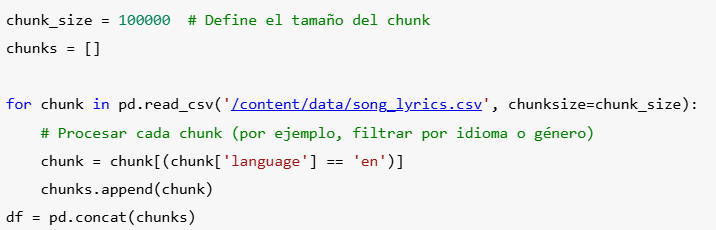 chunk_size = 100000  # Define el tamaño del chunk
chunks = []

for chunk in pd.read_csv('/content/data/song_lyrics.csv', chunksize=chunk_size):
    # Procesar cada chunk (por ejemplo, filtrar por idioma o género)
    chunk = chunk[(chunk['language'] == 'en')]
    chunks.append(chunk)
df = pd.concat(chunks)